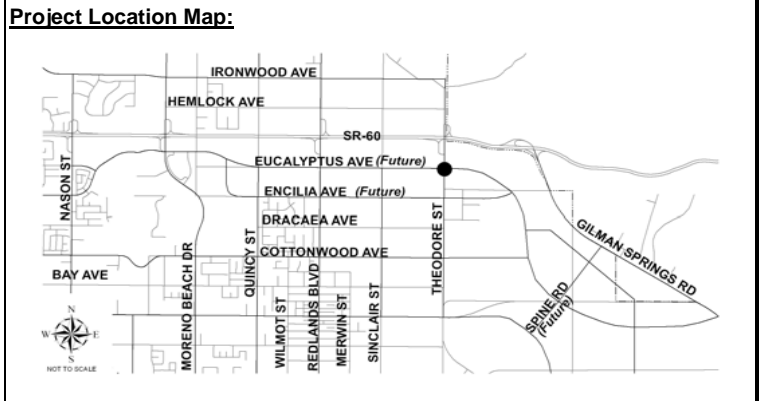 Project Location Map:
IRONWOOD AVE
HEMLOCK AVE
SR-60
EUCALYPTUS AVE (Future)
ENCILIA AVE (Future)
DRACAEA AVE
COTTONWOOD AVE
BAY AVE
NASON ST
MORENO BEACH DR
QUINCY ST
WILMOT ST
REDLANDS BLVD
MERWIN ST
SINCLAIR ST
THEODORE ST
SPINE RD
(Future)
GILMAN SPRINGS RD
N
W E
S
NOT TO SCALE